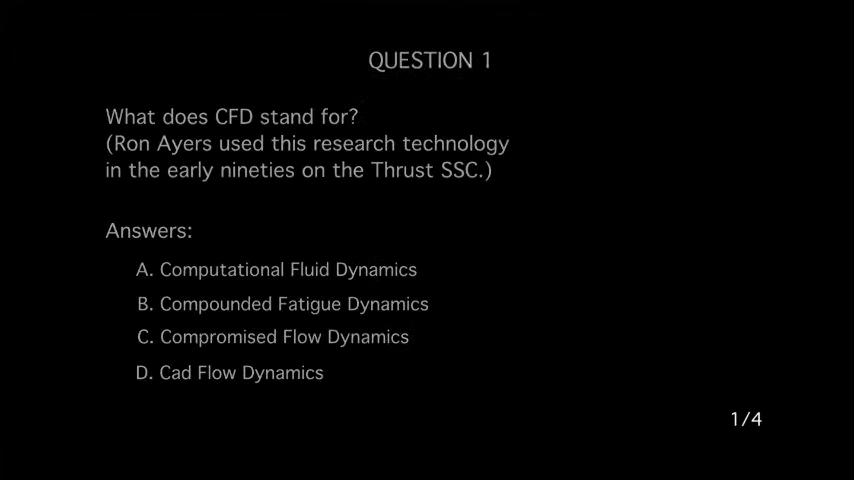 QUESTION 1
What does CFD stand for?
(Ron Ayers used this research technology
in the early nineties on the Thrust SSC.)
Answers:
A. Computational Fluid Dynamics
B. Compounded Fatigue Dynamics
C. Compromised Flow Dynamics
D. Cad Flow Dynamics
1/4